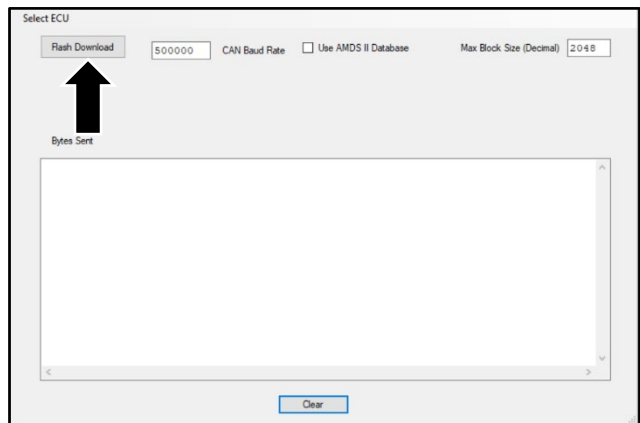 Select ECU
Flash Download 500000 CAN Baud Rate Use AMDS II Database Max Block Size (Decimal) 2048
Bytes Sent
Clear